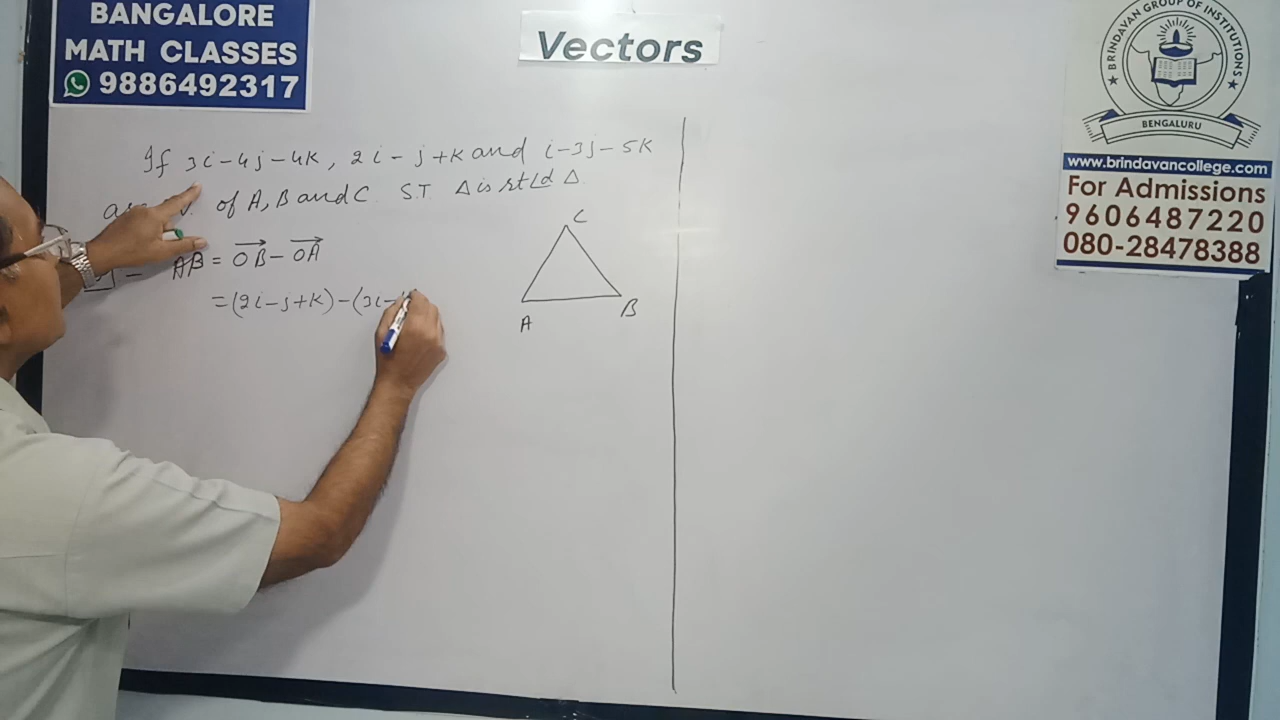 BANGALORE
MATH CLASSES
9886492317
Vectors
BRINDAVAN GROUP OF INSTITUTIONS
BENGALURU
www.brindavancollege.com
For Admissions
9606487220
080-28478388
If 3i-4j-4k, 2i-j+k and i-3j-5k
of A, B and C. S.T Δ is rt∠d Δ
AB = OB - OA
=(2i-j+k)-(3i-4
C
A
B